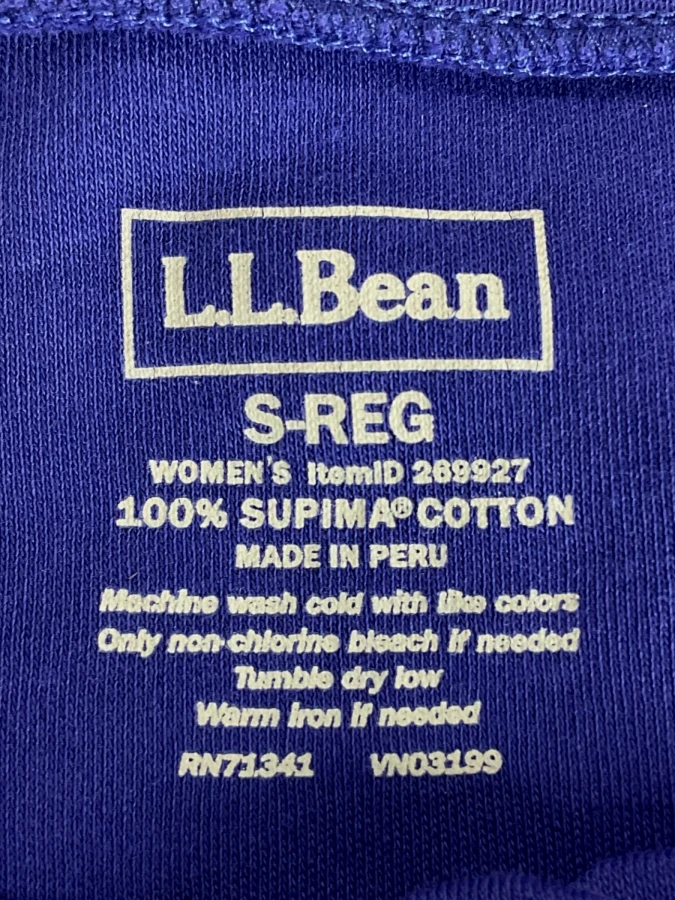 L.L.Bean
S-REG
WOMEN'S ItemID 269927
100% SUPIMA® COTTON
MADE IN PERU
Machine wash cold with like colors
Only non-chlorine bleach if needed
Tumble dry low
Warm iron if needed
RN71341 VN03199